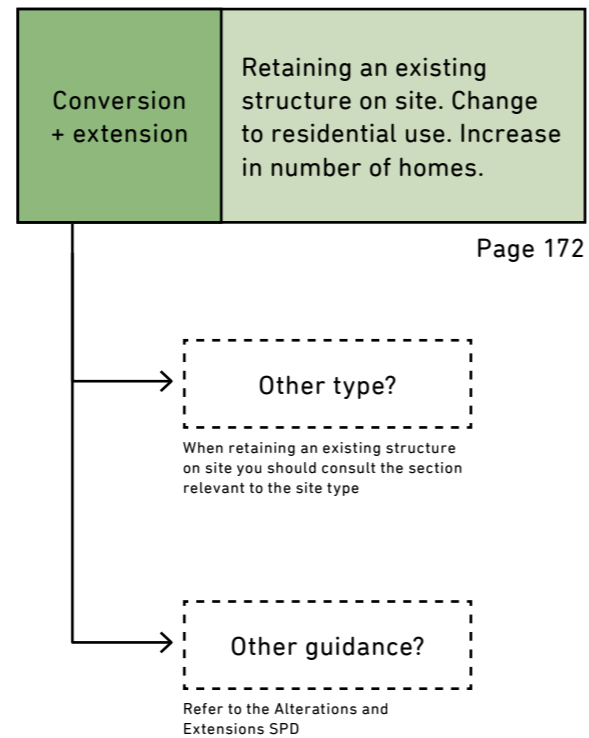 Conversion
+ extension
Retaining an existing
structure on site. Change
to residential use. Increase
in number of homes.
Page 172
Other type?
When retaining an existing structure
on site you should consult the section
relevant to the site type
Other guidance?
Refer to the Alterations and
Extensions SPD